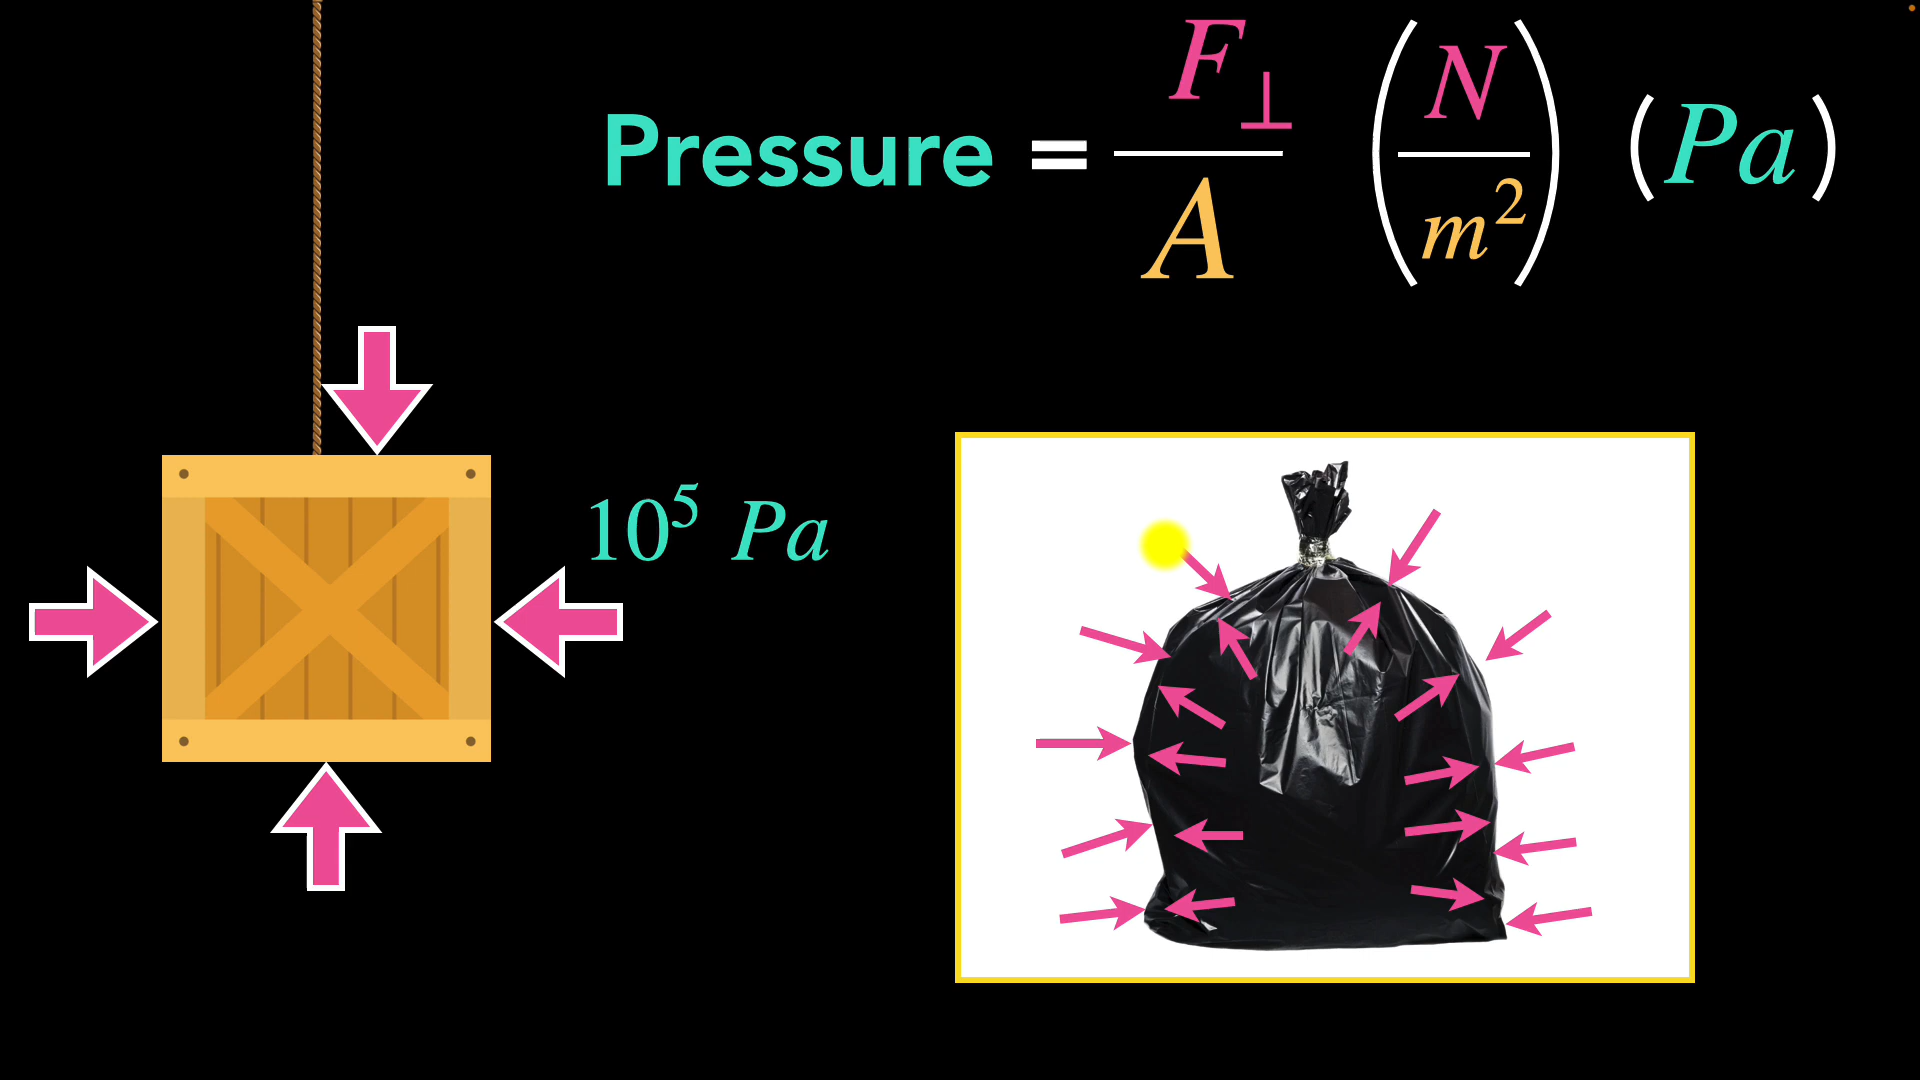 Pressure = F⊥ / A (N / m²) (Pa)
10⁵ Pa